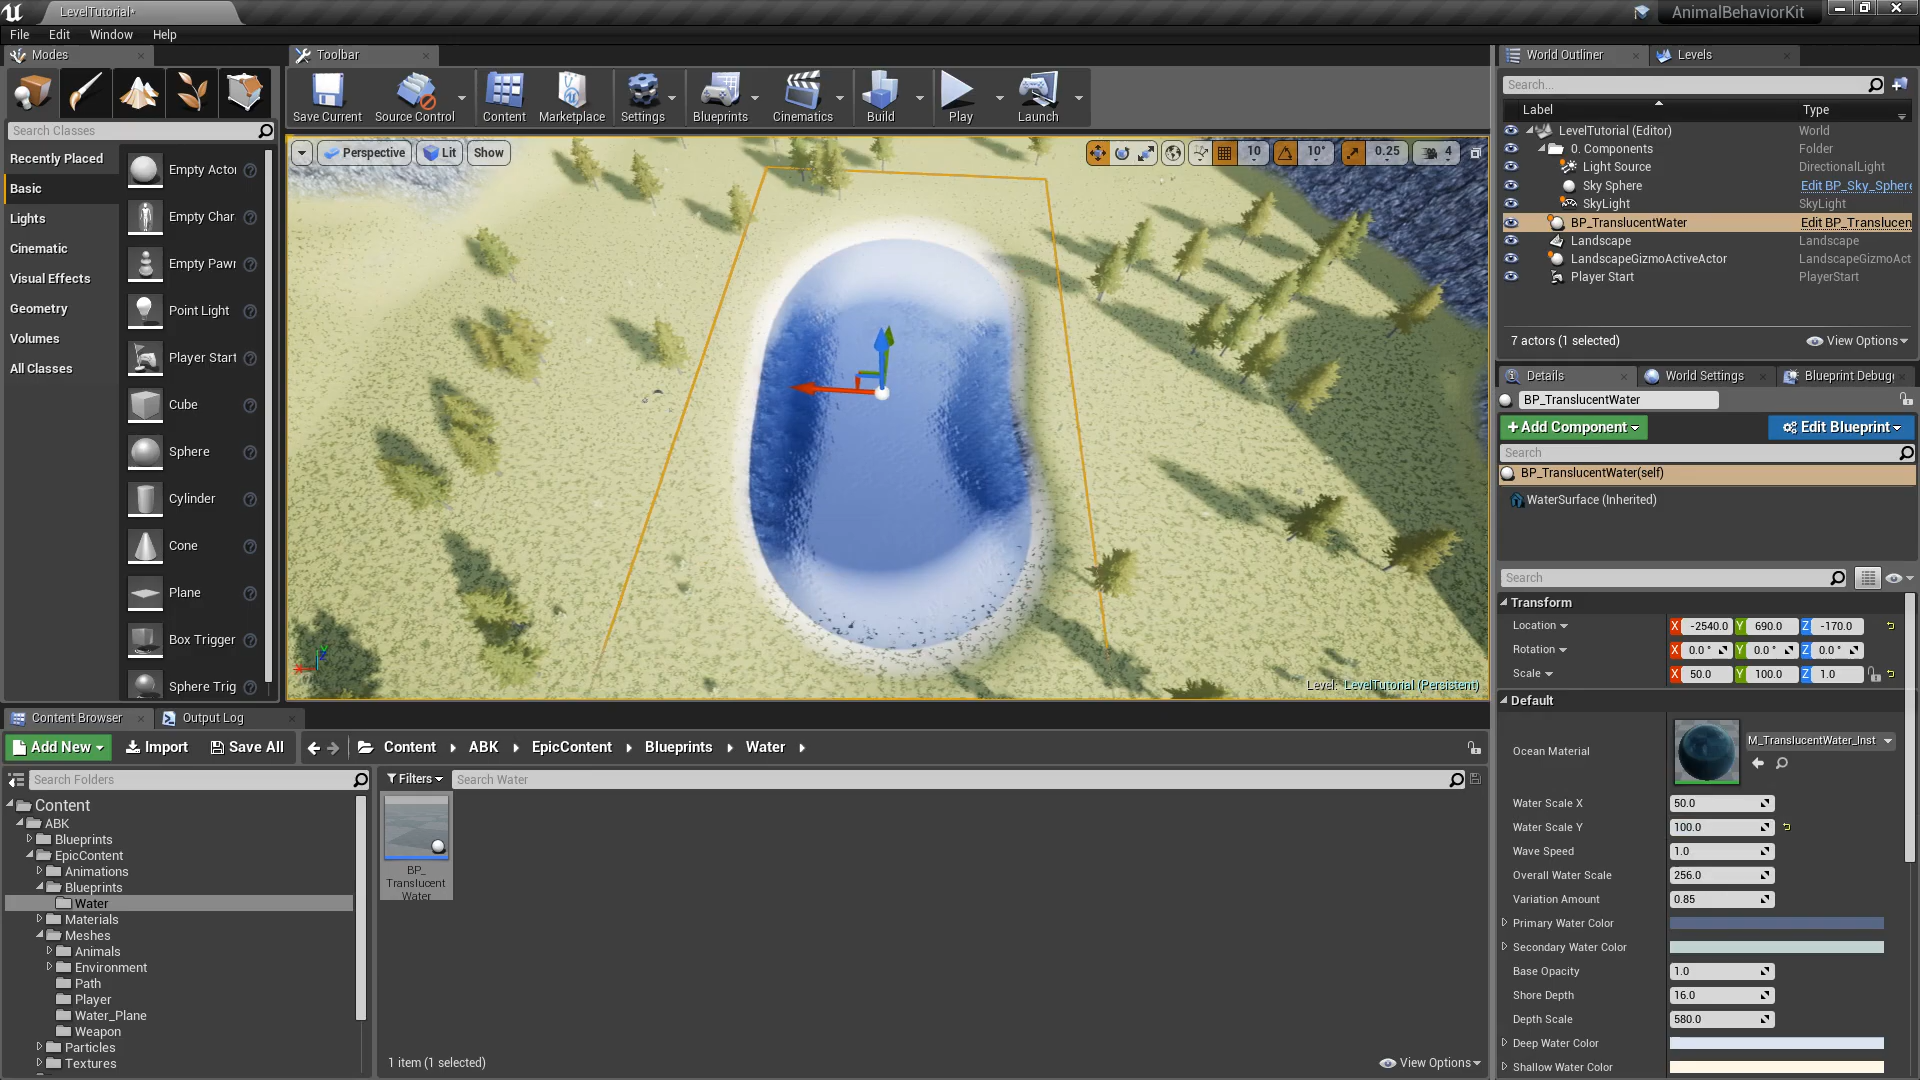 LevelTutorial*
AnimalBehaviorKit
File Edit Window Help
Modes
Search Classes
Recently Placed
Basic
Lights
Cinematic
Visual Effects
Geometry
Volumes
All Classes
Empty Actor
Empty Char
Empty Pawn
Point Light
Player Start
Cube
Sphere
Cylinder
Cone
Plane
Box Trigger
Sphere Trig
Toolbar
Save Current Source Control Content Marketplace Settings Blueprints Cinematics Build Play Launch
Perspective Lit Show
10 10° 0.25 4
Level: LevelTutorial (Persistent)
World Outliner Levels
Search...
Label Type
LevelTutorial (Editor) World
0. Components Folder
Light Source DirectionalLight
Sky Sphere Edit BP_Sky_Sphere
SkyLight SkyLight
BP_TranslucentWater Edit BP_Translucen
Landscape Landscape
LandscapeGizmoActiveActor LandscapeGizmoAct
Player Start PlayerStart
7 actors (1 selected) View Options
Details World Settings Blueprint Debug
BP_TranslucentWater
+Add Component Edit Blueprint
Search
BP_TranslucentWater(self)
WaterSurface (Inherited)
Search
Transform
Location X -2540.0 Y 690.0 Z -170.0
Rotation X 0.0 ° Y 0.0 ° Z 0.0 °
Scale X 50.0 Y 100.0 Z 1.0
Default
Ocean Material M_TranslucentWater_Inst
Water Scale X 50.0
Water Scale Y 100.0
Wave Speed 1.0
Overall Water Scale 256.0
Variation Amount 0.85
Primary Water Color
Secondary Water Color
Base Opacity 1.0
Shore Depth 16.0
Depth Scale 580.0
Deep Water Color
Shallow Water Color
Content Browser Output Log
Add New Import Save All Content ABK EpicContent Blueprints Water
Search Folders
Filters Search Water
Content
ABK
Blueprints
EpicContent
Animations
Blueprints
Water
Materials
Meshes
Animals
Environment
Path
Player
Water_Plane
Weapon
Particles
Textures
BP_
Translucent
Water
1 item (1 selected) View Options